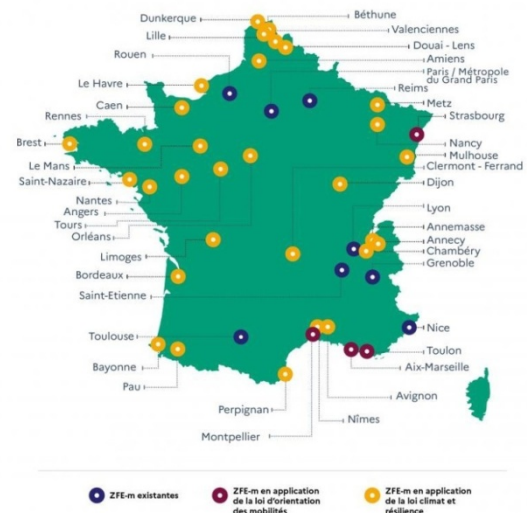 Dunkerque
Béthune
Valenciennes
Lille
Douai - Lens
Rouen
Amiens
Paris / Métropole
du Grand Paris
Le Havre
Reims
Caen
Metz
Rennes
Strasbourg
Brest
Nancy
Le Mans
Mulhouse
Saint-Nazaire
Clermont - Ferrand
Nantes
Dijon
Angers
Lyon
Tours
Orléans
Annemasse
Annecy
Limoges
Chambéry
Bordeaux
Grenoble
Saint-Etienne
Toulouse
Nice
Toulon
Bayonne
Aix-Marseille
Pau
Avignon
Perpignan
Nîmes
Montpellier
ZFE-m existantes
ZFE-m en application
de la loi d'orientation
des mobilités
ZFE-m en application
de la loi climat et
résilience